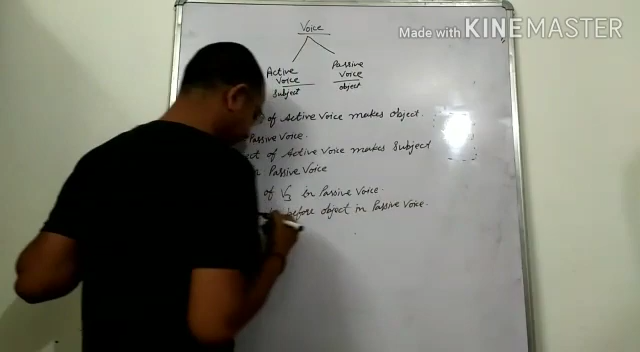 Made with KINEMASTER
Voice
Active Passive
Voice Voice
Subject object
of Active Voice makes object.
Passive Voice.
of Active Voice makes Subject
Passive Voice
of V3 in Passive Voice.
before object in Passive Voice.